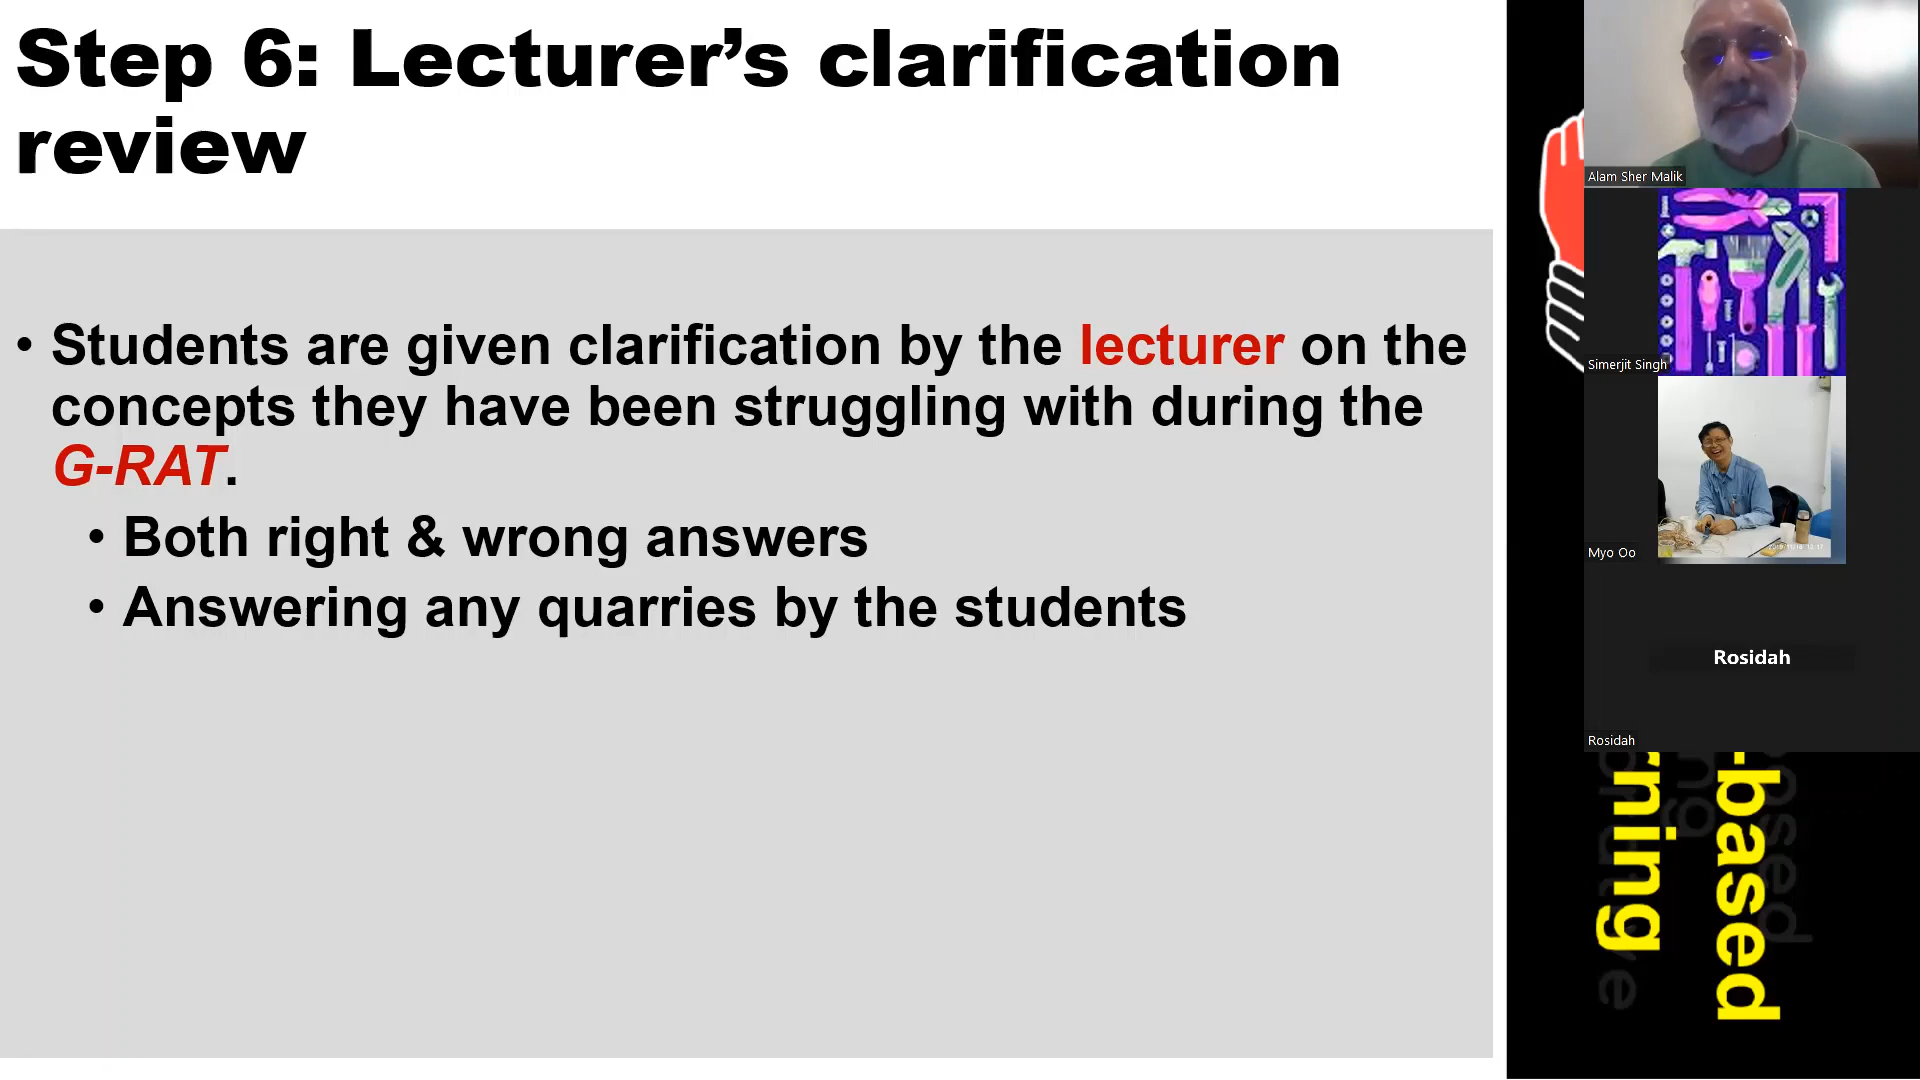 Step 6: Lecturer’s clarification
review
• Students are given clarification by the lecturer on the
concepts they have been struggling with during the
G-RAT.
• Both right & wrong answers
• Answering any quarries by the students
Alam Sher Malik
Simerjit Singh
Myo Oo
Rosidah
Rosidah
-based
rning